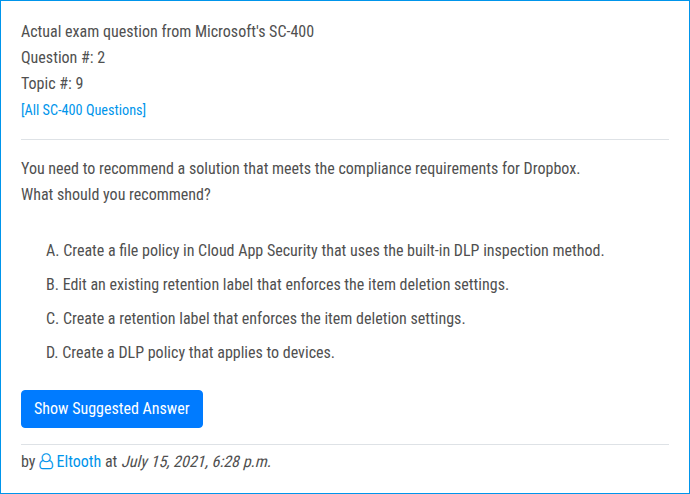 Actual exam question from Microsoft's SC-400
Question #: 2
Topic #: 9
[All SC-400 Questions]
You need to recommend a solution that meets the compliance requirements for Dropbox.
What should you recommend?
A. Create a file policy in Cloud App Security that uses the built-in DLP inspection method.
B. Edit an existing retention label that enforces the item deletion settings.
C. Create a retention label that enforces the item deletion settings.
D. Create a DLP policy that applies to devices.
Show Suggested Answer
by Eltooth at July 15, 2021, 6:28 p.m.